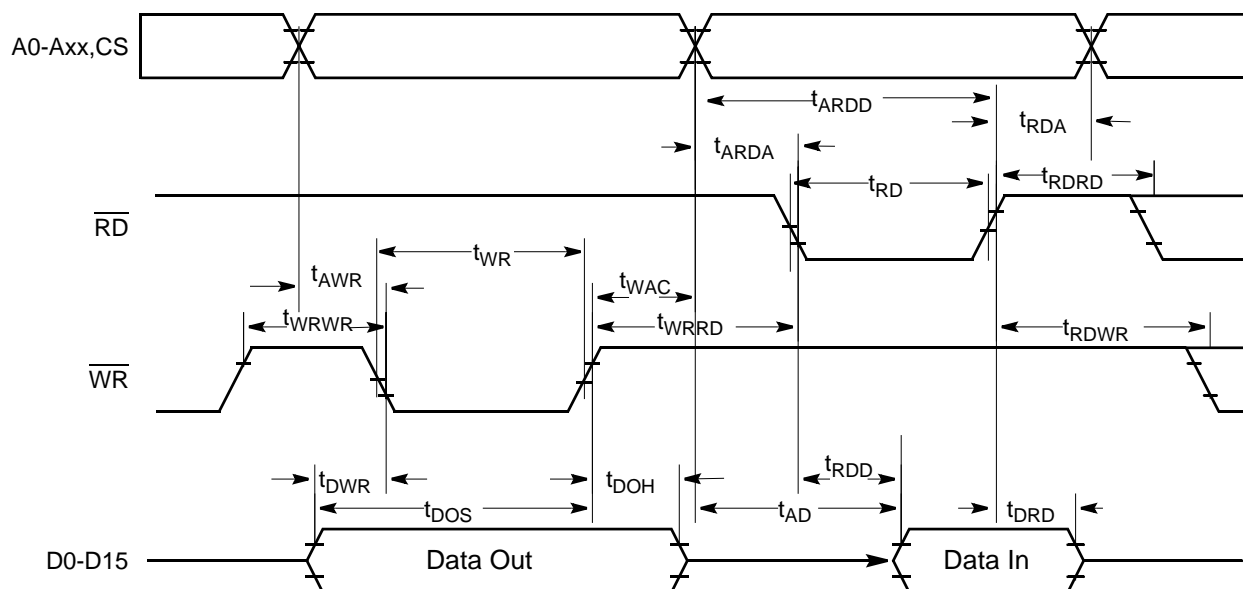 A0-Axx,CS
tARDD
tRDA
tARDA
tRD
tRDRD
RD
tWR
tAWR
tWAC
tWRWR
tWRRD
tRDWR
WR
tRDD
tDWR
tDOH
tDOS
tAD
tDRD
D0-D15
Data Out
Data In